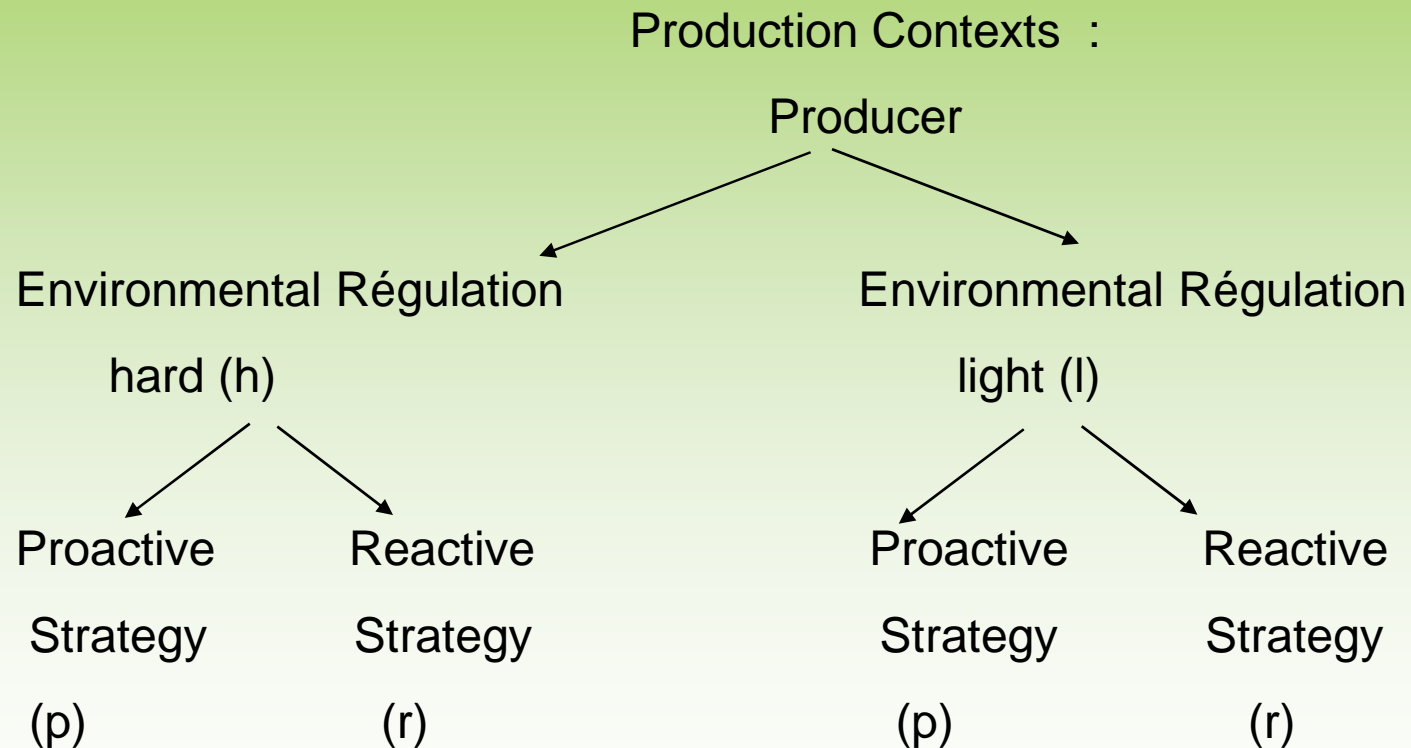 Production Contexts :
Producer
Environmental Régulation Environmental Régulation
hard (h) light (l)
Proactive Reactive Proactive Reactive
Strategy Strategy Strategy Strategy
(p) (r) (p) (r)